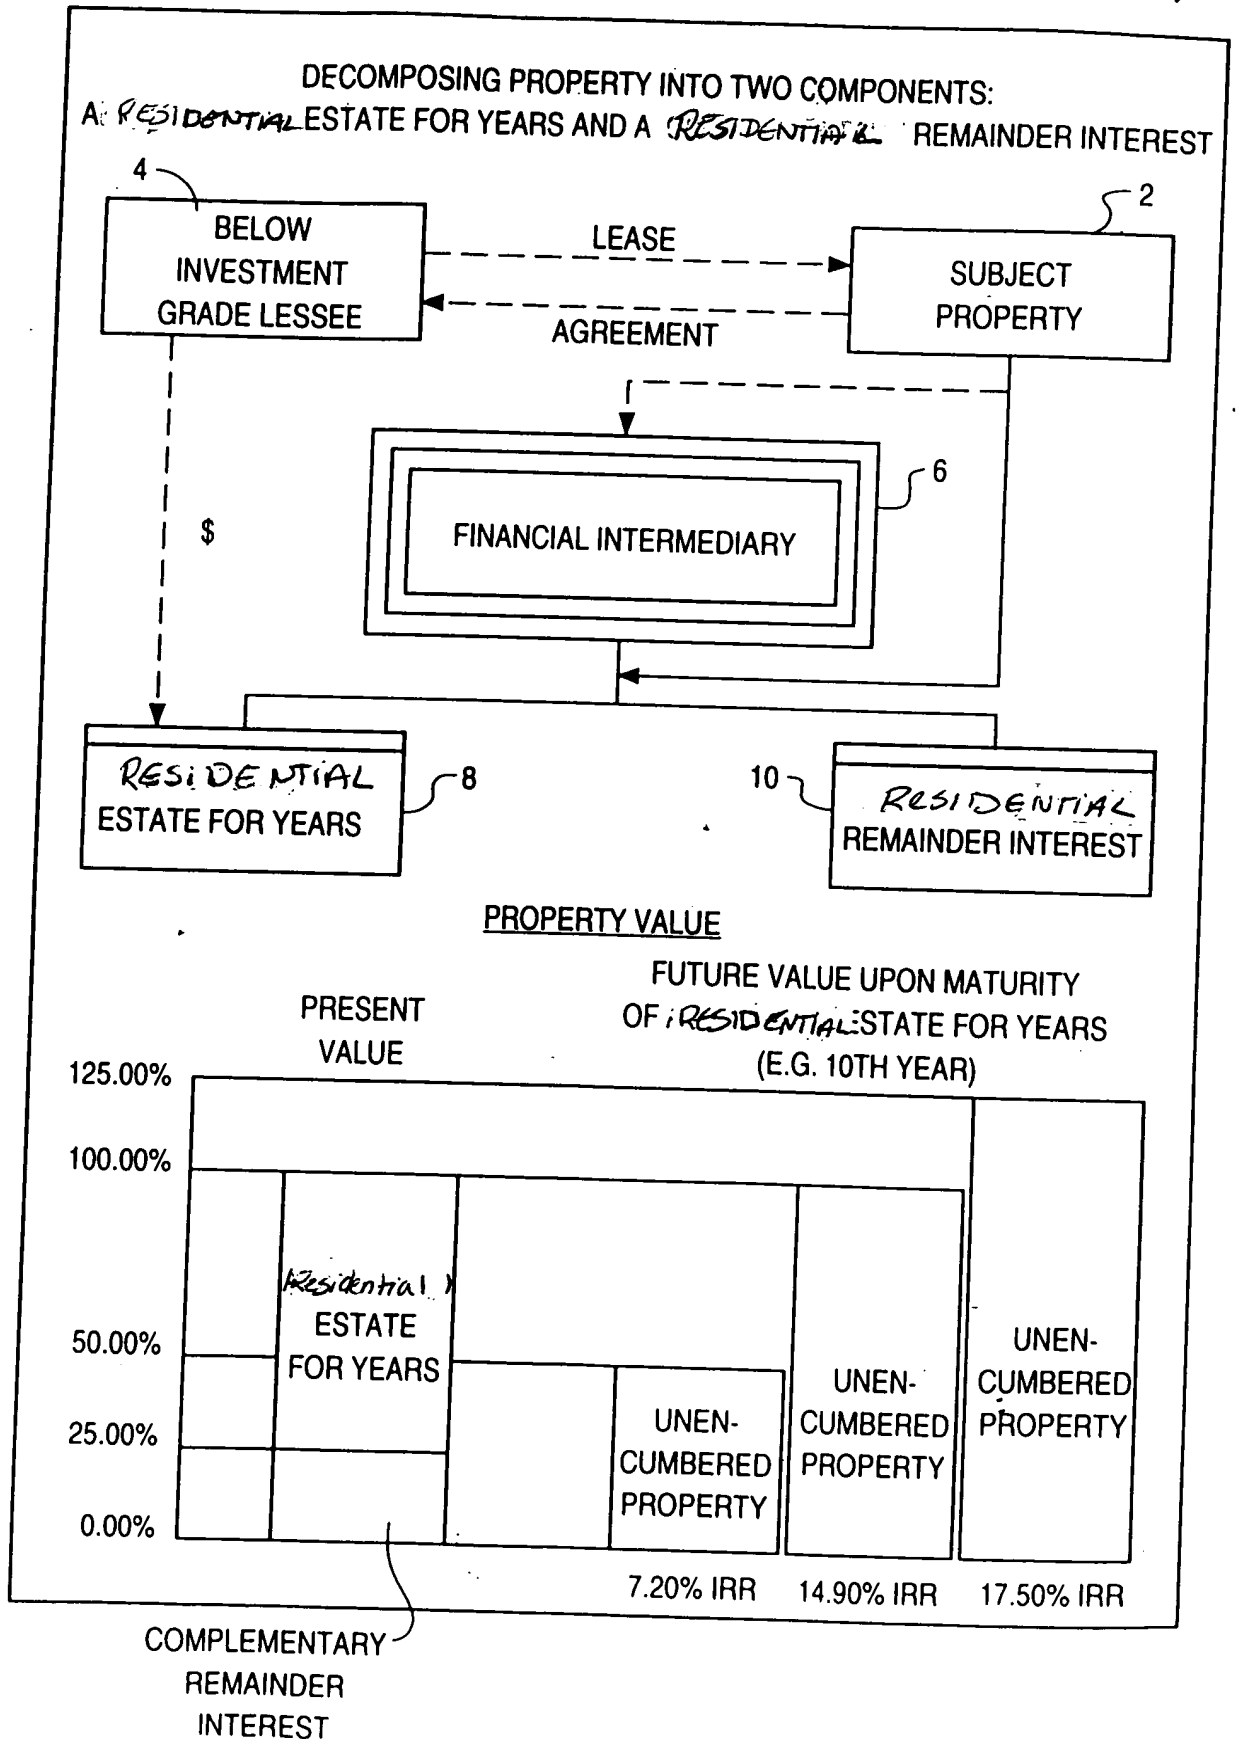 DECOMPOSING PROPERTY INTO TWO COMPONENTS:
A RESIDENTIAL ESTATE FOR YEARS AND A RESIDENTIAL REMAINDER INTEREST
4
2
BELOW
INVESTMENT
GRADE LESSEE
LEASE
AGREEMENT
SUBJECT
PROPERTY
6
FINANCIAL INTERMEDIARY
$
RESIDENTIAL
ESTATE FOR YEARS
8
10
RESIDENTIAL
REMAINDER INTEREST
PROPERTY VALUE
PRESENT
VALUE
FUTURE VALUE UPON MATURITY
OF RESIDENTIAL ESTATE FOR YEARS
(E.G. 10TH YEAR)
125.00%
100.00%
50.00%
25.00%
0.00%
Residential
ESTATE
FOR YEARS
UNEN-
CUMBERED
PROPERTY
UNEN-
CUMBERED
PROPERTY
UNEN-
CUMBERED
PROPERTY
7.20% IRR
14.90% IRR
17.50% IRR
COMPLEMENTARY
REMAINDER
INTEREST